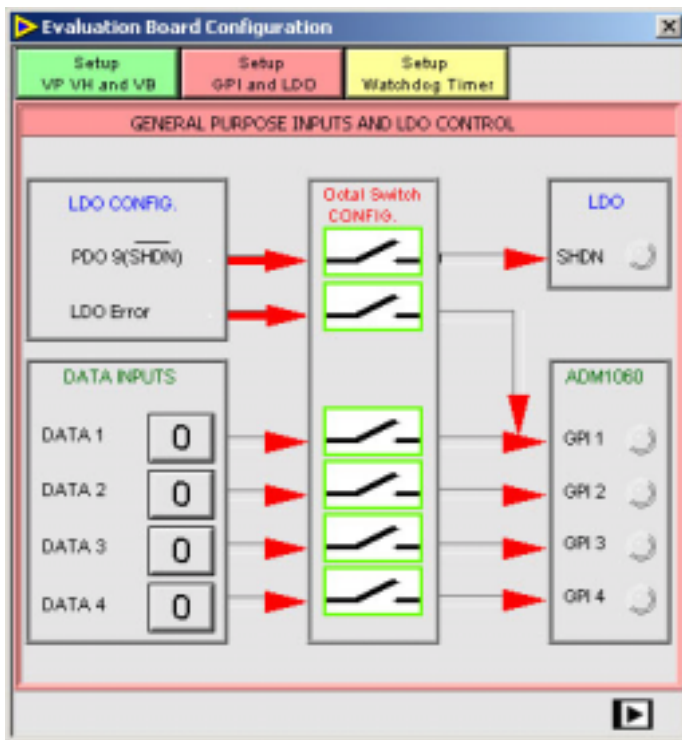 Evaluation Board Configuration
Setup
VP VH and VB
Setup
GPI and LDO
Setup
Watchdog Timer
GENERAL PURPOSE INPUTS AND LDO CONTROL
LDO CONFIG.
PDO 9(SHDN)
LDO Error
Octal Switch
CONFIG.
LDO
SHDN
DATA INPUTS
DATA 1
0
DATA 2
0
DATA 3
0
DATA 4
0
ADM1060
GPI 1
GPI 2
GPI 3
GPI 4